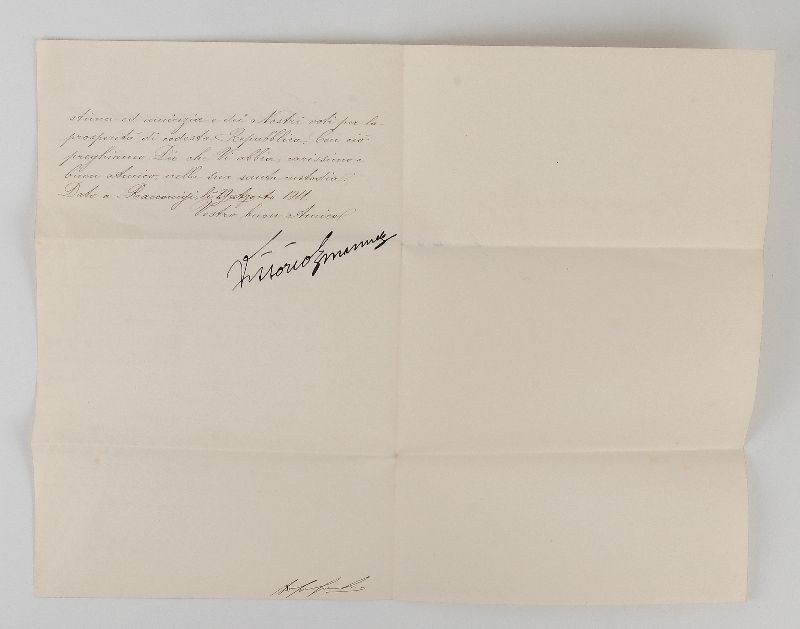 stima ed amicizia e dei Nostri voti per la
prosperità di codesta Repubblica. Con ciò
preghiamo Dio che Vi abbia, carissimo e
buon Amico, nella sua santa custodia.
Dato a Racconigi, li 29 Agosto 1911
Vostro buon Amico
Vittorio Emanuele